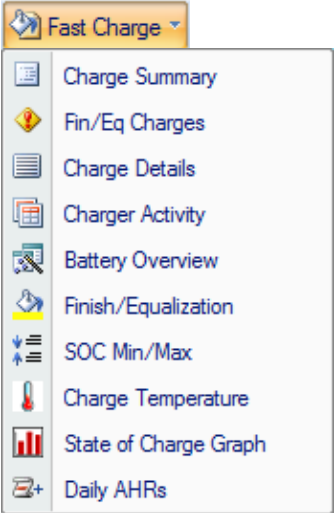 Fast Charge
Charge Summary
Fin/Eq Charges
Charge Details
Charger Activity
Battery Overview
Finish/Equalization
SOC Min/Max
Charge Temperature
State of Charge Graph
Daily AHRs